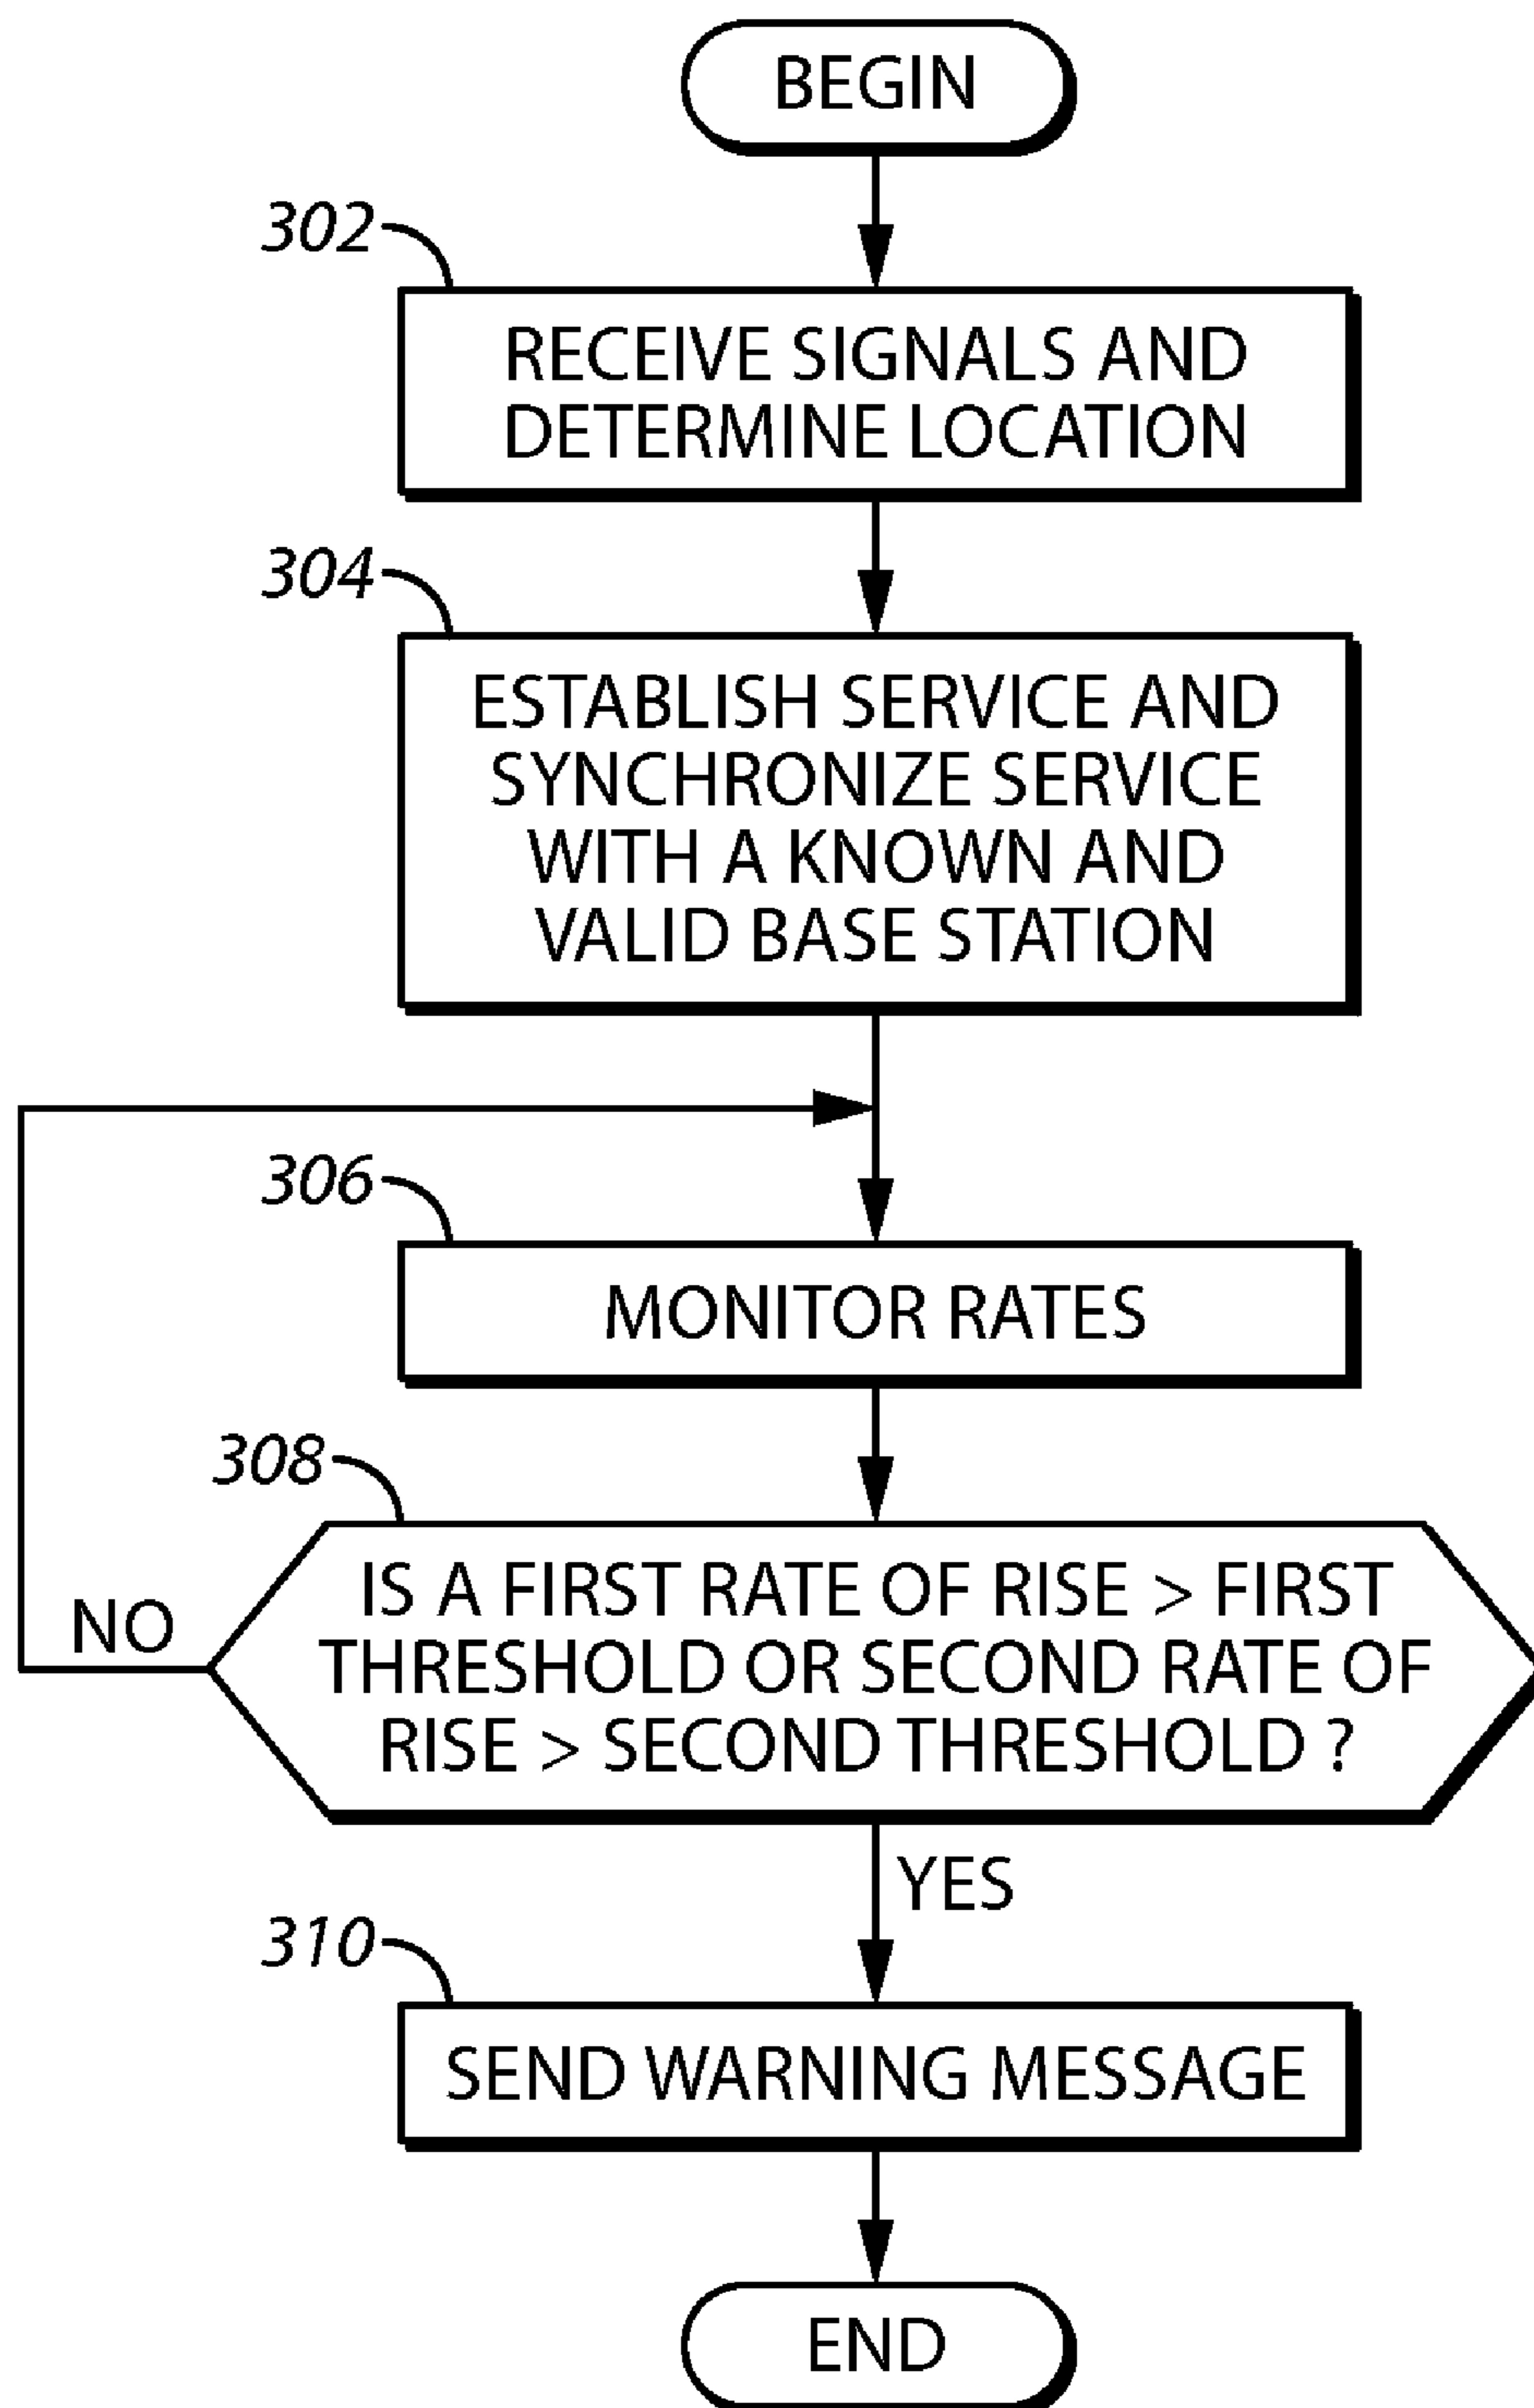 BEGIN
302
RECEIVE SIGNALS AND
DETERMINE LOCATION
304
ESTABLISH SERVICE AND
SYNCHRONIZE SERVICE
WITH A KNOWN AND
VALID BASE STATION
306
MONITOR RATES
308
IS A FIRST RATE OF RISE > FIRST
THRESHOLD OR SECOND RATE OF
RISE > SECOND THRESHOLD ?
NO
YES
310
SEND WARNING MESSAGE
END